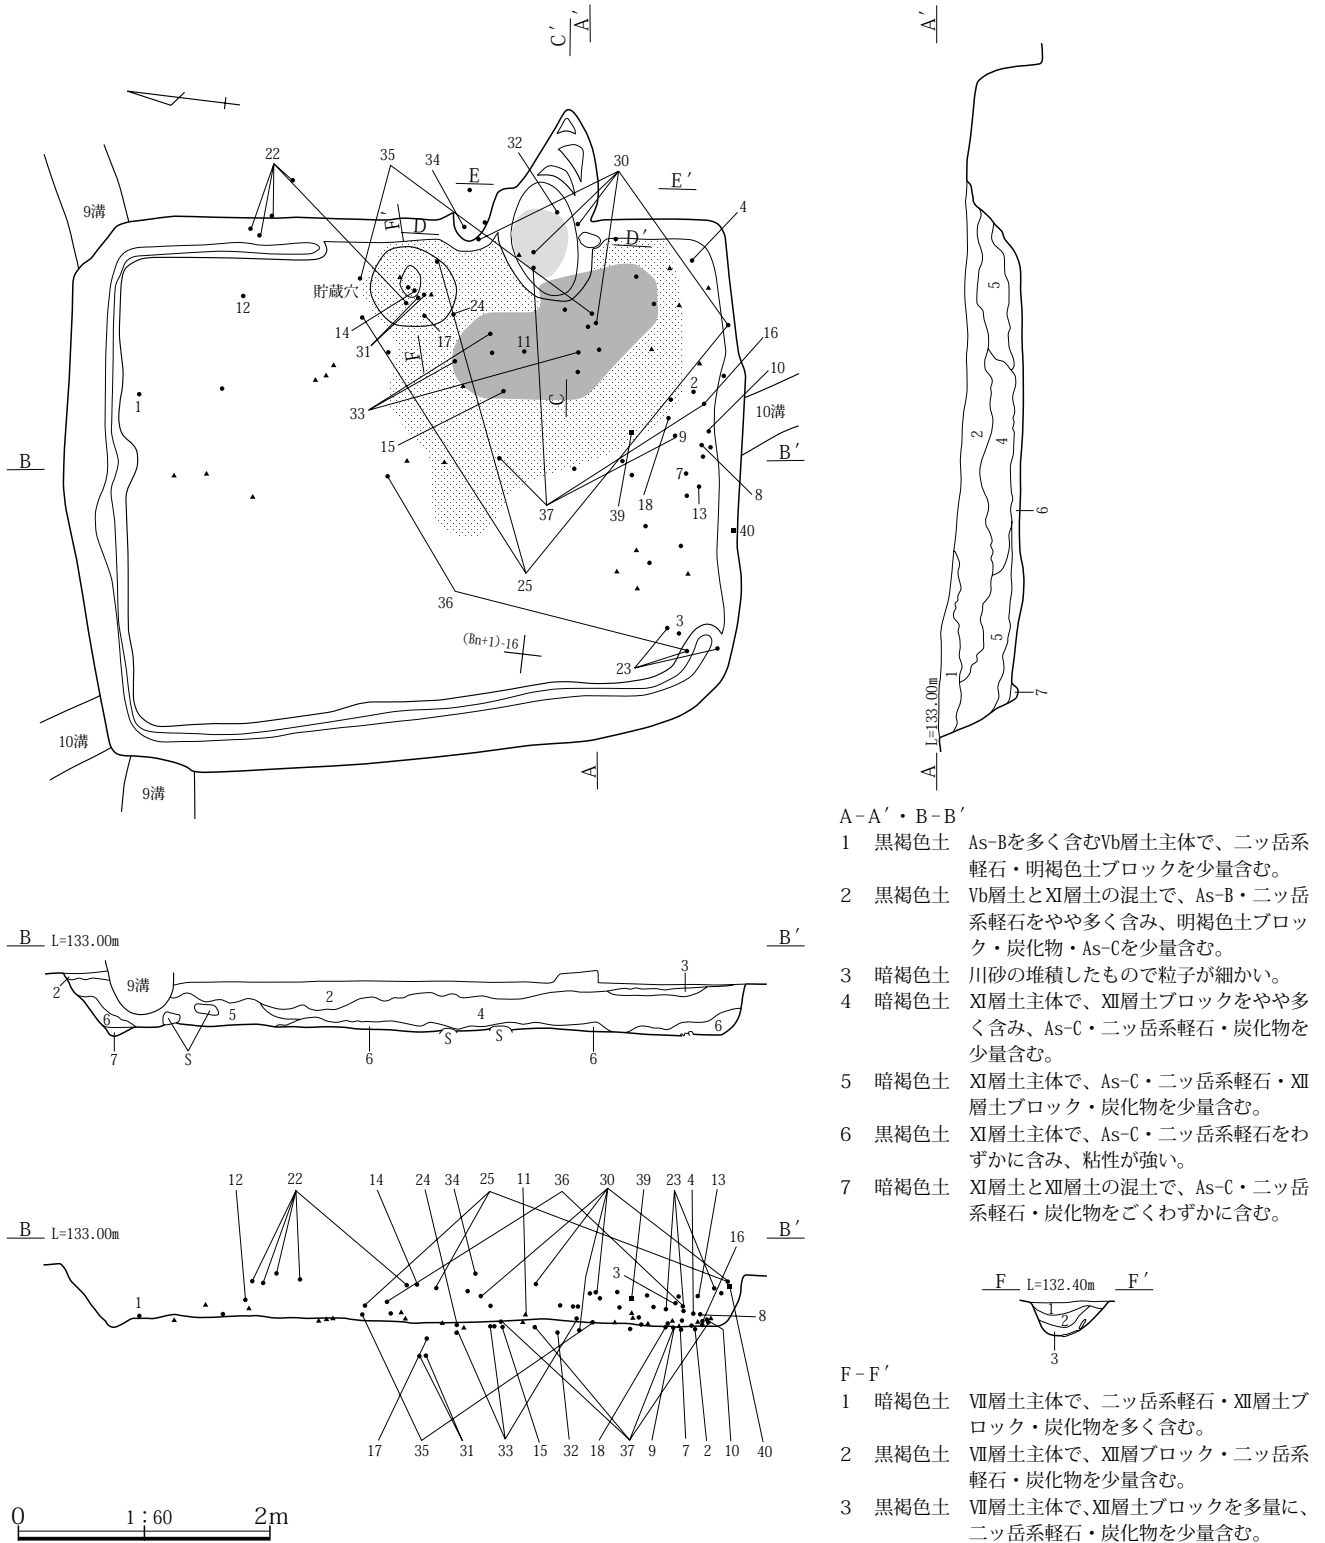 C′
A′
A′
22
35
34
32
30
E
E′
4
9溝
F′
D
D′
貯蔵穴
12
24
14
17
16
31
F
11
10
2
1
33
C
10溝
15
9
B
B′
7
8
18
37
39
13
40
25
36
3
(Bn+1)-16
23
10溝
9溝
A
5
2
4
6
5
1
7
L=133.00m
A
A-A′・B-B′
1 黒褐色土 As-Bを多く含むⅤb層土主体で、二ッ岳系
軽石・明褐色土ブロックを少量含む。
2 黒褐色土 Ⅴb層土とⅪ層土の混土で、As-B・二ッ岳
系軽石をやや多く含み、明褐色土ブロッ
ク・炭化物・As-Cを少量含む。
3 暗褐色土 川砂の堆積したもので粒子が細かい。
4 暗褐色土 Ⅺ層土主体で、Ⅻ層土ブロックをやや多
く含み、As-C・二ッ岳系軽石・炭化物を
少量含む。
5 暗褐色土 Ⅺ層土主体で、As-C・二ッ岳系軽石・Ⅻ
層土ブロック・炭化物を少量含む。
6 黒褐色土 Ⅺ層土主体で、As-C・二ッ岳系軽石をわ
ずかに含み、粘性が強い。
7 暗褐色土 Ⅺ層土とⅫ層土の混土で、As-C・二ッ岳
系軽石・炭化物をごくわずかに含む。
B L=133.00m B′
3
2
9溝
2
6
5
4
6
7
S
6
S
S
6
12
22
14
24
34
25
11
36
30
39
23
4
13
B L=133.00m B′
16
3
1
8
17
35
31
33
15
32
18
37
9
7
2
10
40
F L=132.40m F′
1
2
3
F-F′
1 暗褐色土 Ⅶ層土主体で、二ッ岳系軽石・Ⅻ層土ブ
ロック・炭化物を多く含む。
2 黒褐色土 Ⅶ層土主体で、Ⅻ層ブロック・二ッ岳系
軽石・炭化物を少量含む。
3 黒褐色土 Ⅶ層土主体で、Ⅻ層土ブロックを多量に、
二ッ岳系軽石・炭化物を少量含む。
0 1:60 2m